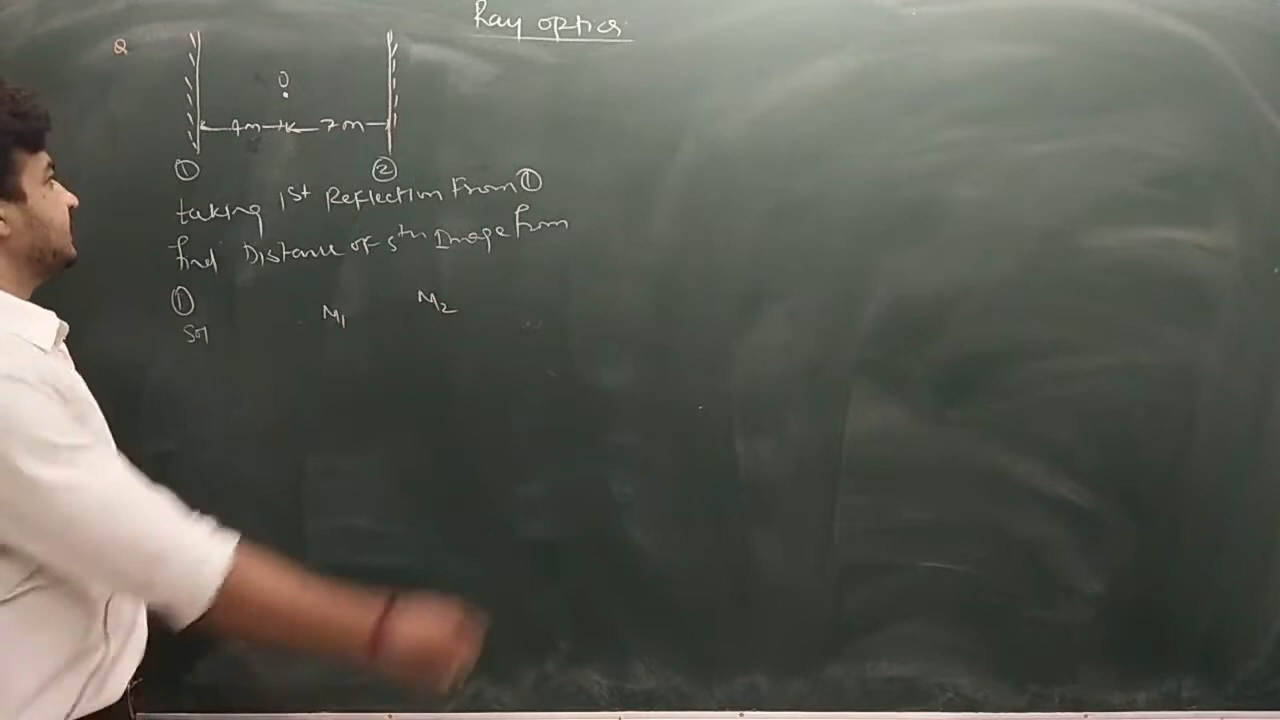 Ray optics
Q
O
4m 7m
① ②
taking 1st Reflection From ①
find Distance of 5th Image from
①
Sol
M1 M2